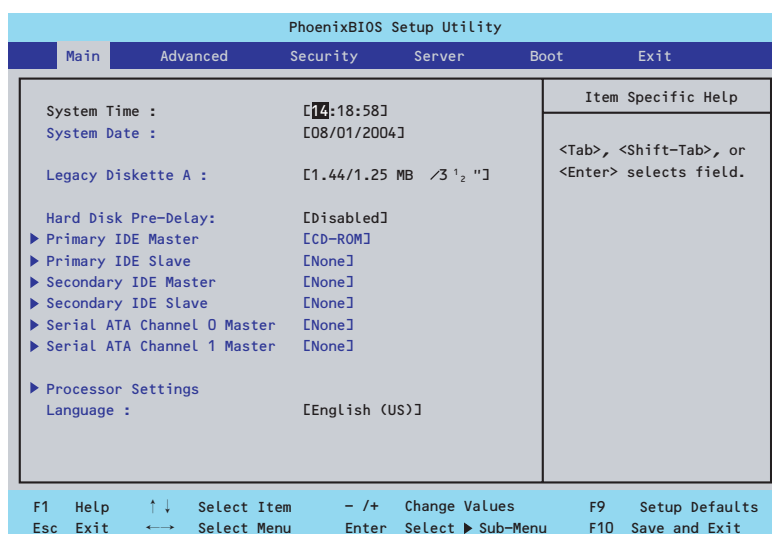 PhoenixBIOS Setup Utility
Main Advanced Security Server Boot Exit
System Time : [14:18:58]
System Date : [08/01/2004]
Legacy Diskette A : [1.44/1.25 MB /3 1/2 "]
Hard Disk Pre-Delay: [Disabled]
▶ Primary IDE Master [CD-ROM]
▶ Primary IDE Slave [None]
▶ Secondary IDE Master [None]
▶ Secondary IDE Slave [None]
▶ Serial ATA Channel 0 Master [None]
▶ Serial ATA Channel 1 Master [None]
▶ Processor Settings
Language : [English (US)]
Item Specific Help
<Tab>, <Shift-Tab>, or
<Enter> selects field.
F1 Help ↑↓ Select Item - /+ Change Values F9 Setup Defaults
Esc Exit ←→ Select Menu Enter Select ▶ Sub-Menu F10 Save and Exit